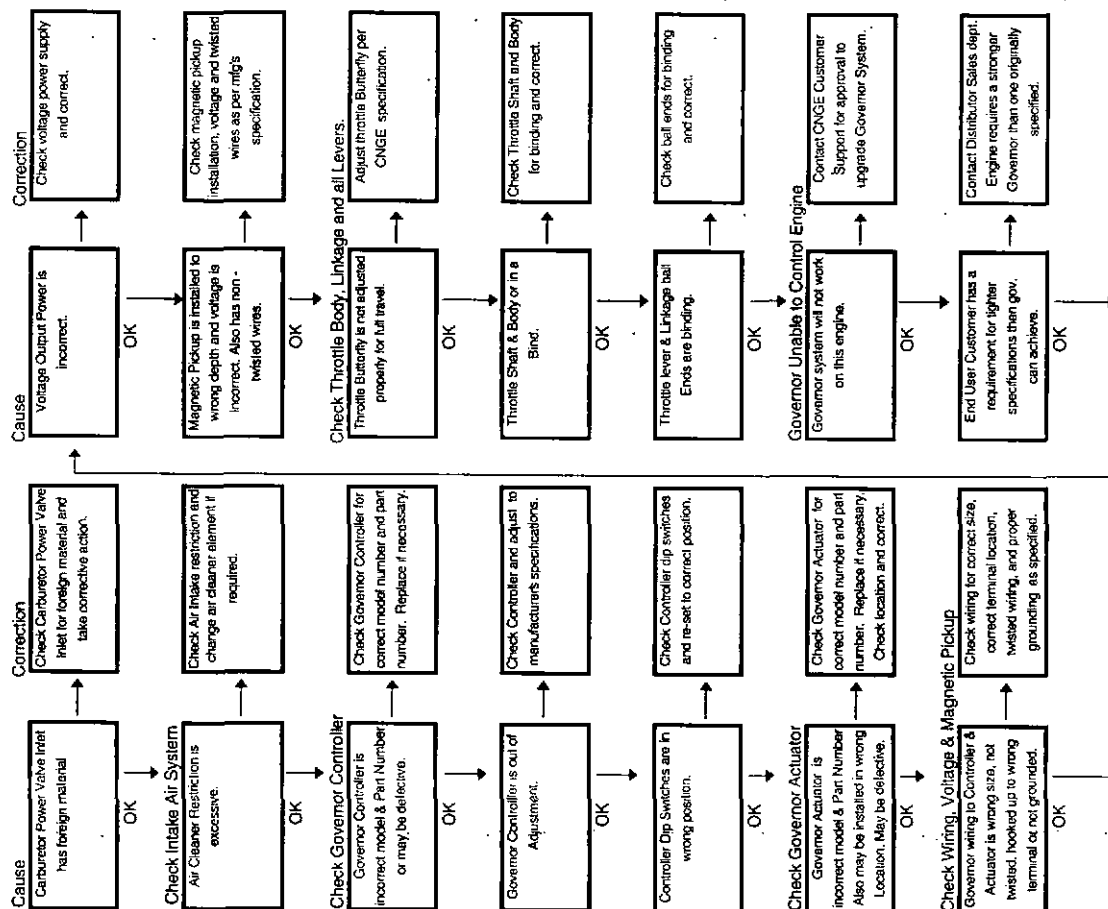 Cause
Correction
Carburetor Power Valve Inlet
has foreign material
Check Carburetor Power Valve
Inlet for foreign material and
take corrective action.
OK
Check Intake Air System
Air Cleaner Restriction is
excessive.
Check Air Intake restriction and
change air cleaner element if
required.
OK
Check Governor Controller
Governor Controller is
incorrect model & Part Number
or may be defective.
Check Governor Controller for
correct model number and part
number. Replace if necessary.
OK
Governor Controller is out of
Adjustment.
Check Controller and adjust to
manufacturer's specifications.
OK
Controller Dip Switches are in
wrong position.
Check Controller dip switches
and re-set to correct position.
OK
Check Governor Actuator
Governor Actuator is
incorrect model & Part Number
Also may be installed in wrong
Location. May be defective.
Check Governor Actuator for
correct model number and part
number. Replace if necessary.
Check location and correct.
OK
Check Wiring, Voltage & Magnetic Pickup
Governor wiring to Controller &
Actuator is wrong size, not
twisted, hooked up to wrong
terminal or not grounded.
Check wiring for correct size,
correct terminal location,
twisted wiring, and proper
grounding as specified.
OK
Cause
Correction
Voltage Output Power is
incorrect.
Check voltage power supply
and correct.
OK
Magnetic Pickup is installed to
wrong depth and voltage is
incorrect. Also has non -
twisted wires.
Check magnetic pickup
installation, voltage and twisted
wires as per mfg's
specification.
OK
Check Throttle Body, Linkage and all Levers.
Throttle Butterfly is not adjusted
properly for full travel.
Adjust throttle Butterfly per
CNGE specification.
OK
Throttle Shaft & Body or in a
Bind.
Check Throttle Shaft and Body
for binding and correct.
OK
Throttle lever & Linkage ball
Ends are binding.
Check ball ends for binding
and correct.
OK
Governor Unable to Control Engine
Governor system will not work
on this engine.
Contact CNGE Customer
Support for approval to
upgrade Governor System.
OK
End User Customer has a
requirement for tighter
specifications then gov.
can achieve.
Contact Distributor Sales dept.
Engine requires a stronger
Governor than one originally
specified.
OK